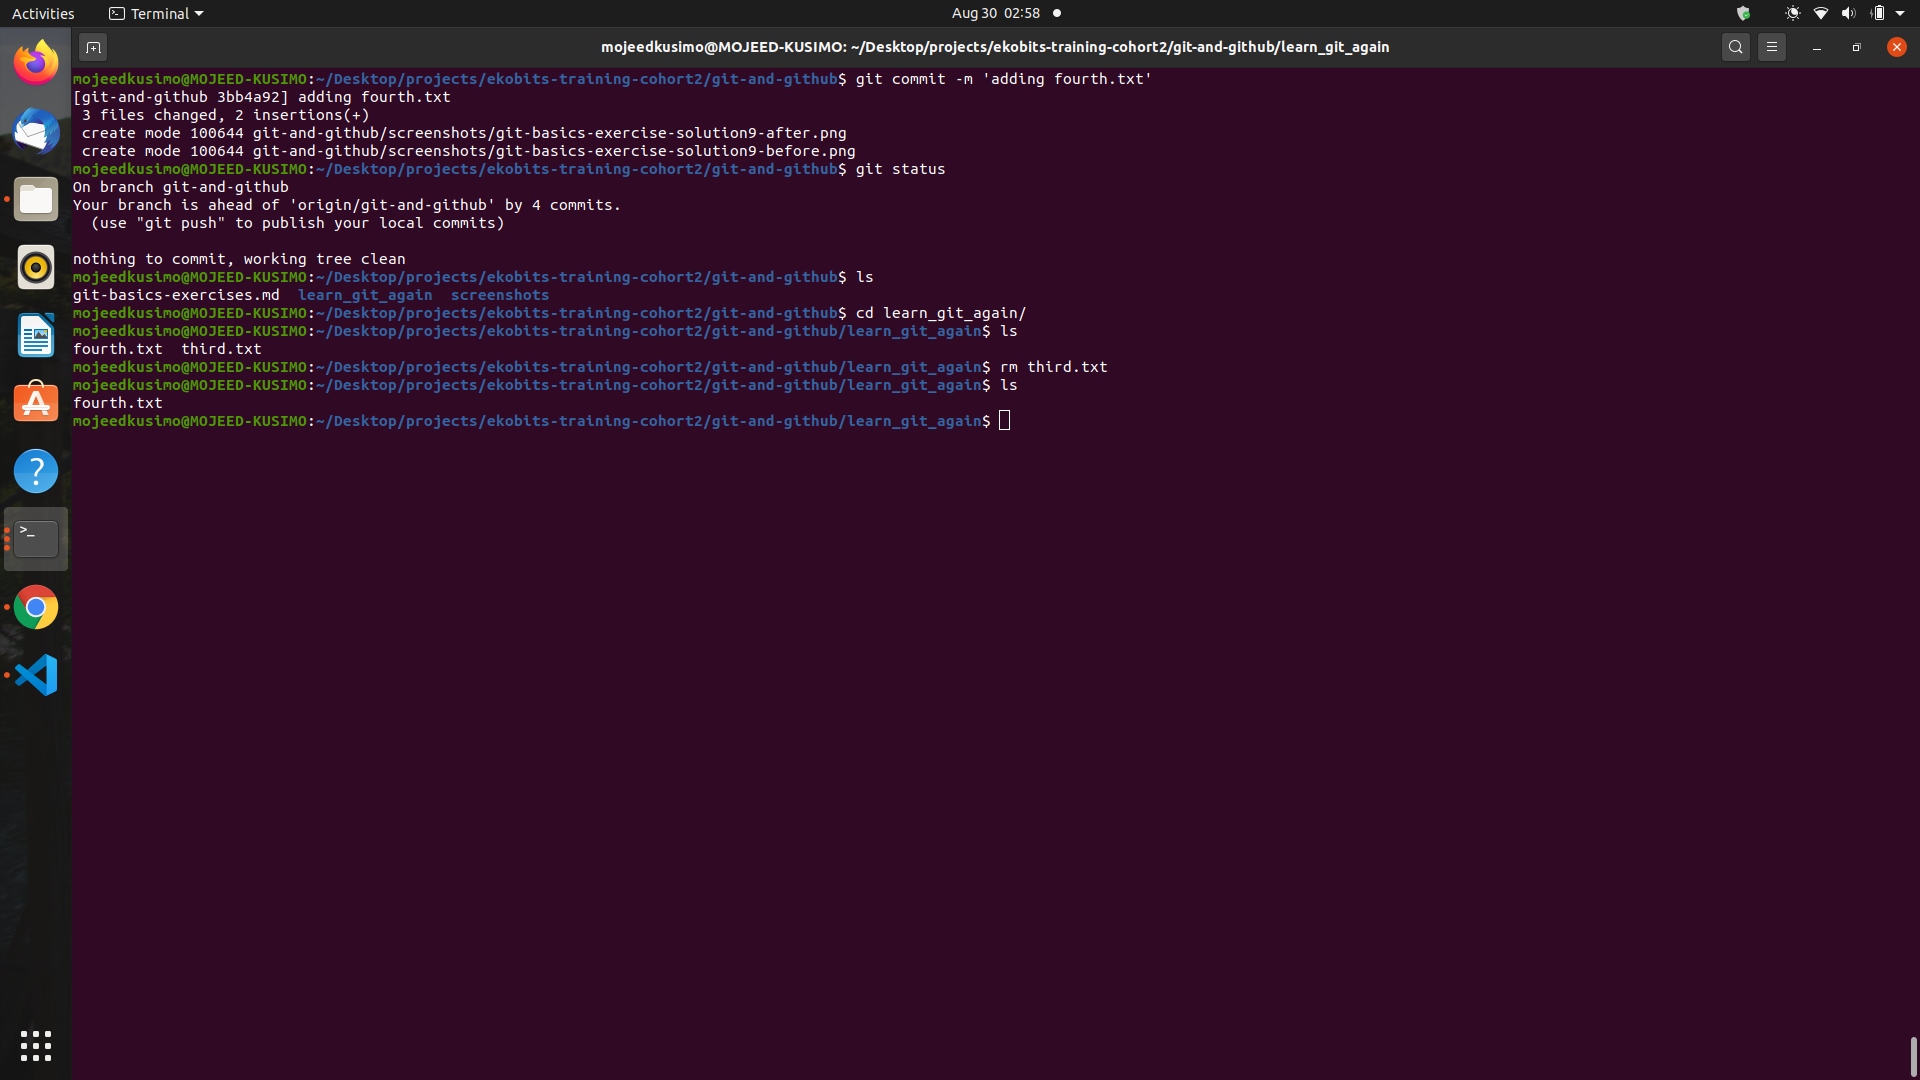 Activities
Terminal
Aug 30 02:58
mojeedkusimo@MOJEED-KUSIMO: ~/Desktop/projects/ekobits-training-cohort2/git-and-github/learn_git_again
mojeedkusimo@MOJEED-KUSIMO:~/Desktop/projects/ekobits-training-cohort2/git-and-github$ git commit -m 'adding fourth.txt'
[git-and-github 3bb4a92] adding fourth.txt
 3 files changed, 2 insertions(+)
 create mode 100644 git-and-github/screenshots/git-basics-exercise-solution9-after.png
 create mode 100644 git-and-github/screenshots/git-basics-exercise-solution9-before.png
mojeedkusimo@MOJEED-KUSIMO:~/Desktop/projects/ekobits-training-cohort2/git-and-github$ git status
On branch git-and-github
Your branch is ahead of 'origin/git-and-github' by 4 commits.
  (use "git push" to publish your local commits)

nothing to commit, working tree clean
mojeedkusimo@MOJEED-KUSIMO:~/Desktop/projects/ekobits-training-cohort2/git-and-github$ ls
git-basics-exercises.md  learn_git_again  screenshots
mojeedkusimo@MOJEED-KUSIMO:~/Desktop/projects/ekobits-training-cohort2/git-and-github$ cd learn_git_again/
mojeedkusimo@MOJEED-KUSIMO:~/Desktop/projects/ekobits-training-cohort2/git-and-github/learn_git_again$ ls
fourth.txt  third.txt
mojeedkusimo@MOJEED-KUSIMO:~/Desktop/projects/ekobits-training-cohort2/git-and-github/learn_git_again$ rm third.txt
mojeedkusimo@MOJEED-KUSIMO:~/Desktop/projects/ekobits-training-cohort2/git-and-github/learn_git_again$ ls
fourth.txt
mojeedkusimo@MOJEED-KUSIMO:~/Desktop/projects/ekobits-training-cohort2/git-and-github/learn_git_again$